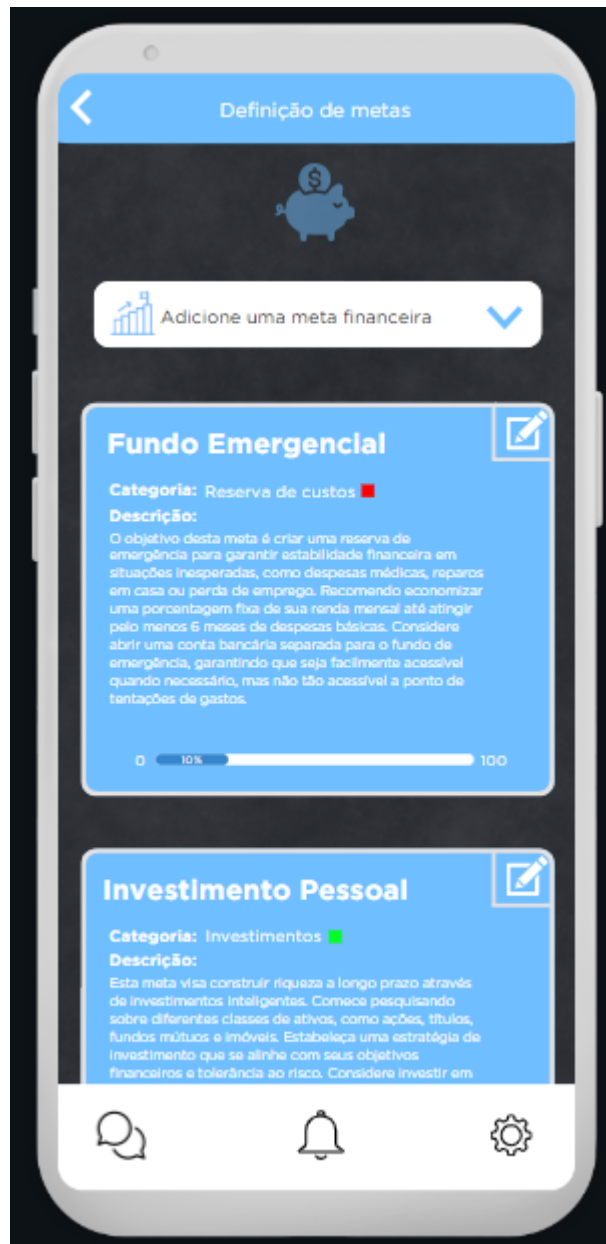 Definição de metas
$
Adicione uma meta financeira
Fundo Emergencial
Categoria: Reserva de custos
Descrição:
O objetivo desta meta é criar uma reserva de
emergência para garantir estabilidade financeira em
situações inesperadas, como despesas médicas, reparos
em casa ou perda de emprego. Recomendo economizar
uma porcentagem fixa de sua renda mensal até atingir
pelo menos 6 meses de despesas básicas. Considere
abrir uma conta bancária separada para o fundo de
emergência, garantindo que seja facilmente acessível
quando necessário, mas não tão acessível a ponto de
tentações de gastos.
0 10% 100
Investimento Pessoal
Categoria: Investimentos
Descrição:
Esta meta visa construir riqueza a longo prazo através
de investimentos inteligentes. Comece pesquisando
sobre diferentes classes de ativos, como ações, títulos,
fundos mútuos e imóveis. Estabeleça uma estratégia de
investimento que se alinhe com seus objetivos
financeiros e tolerância ao risco. Considere investir em